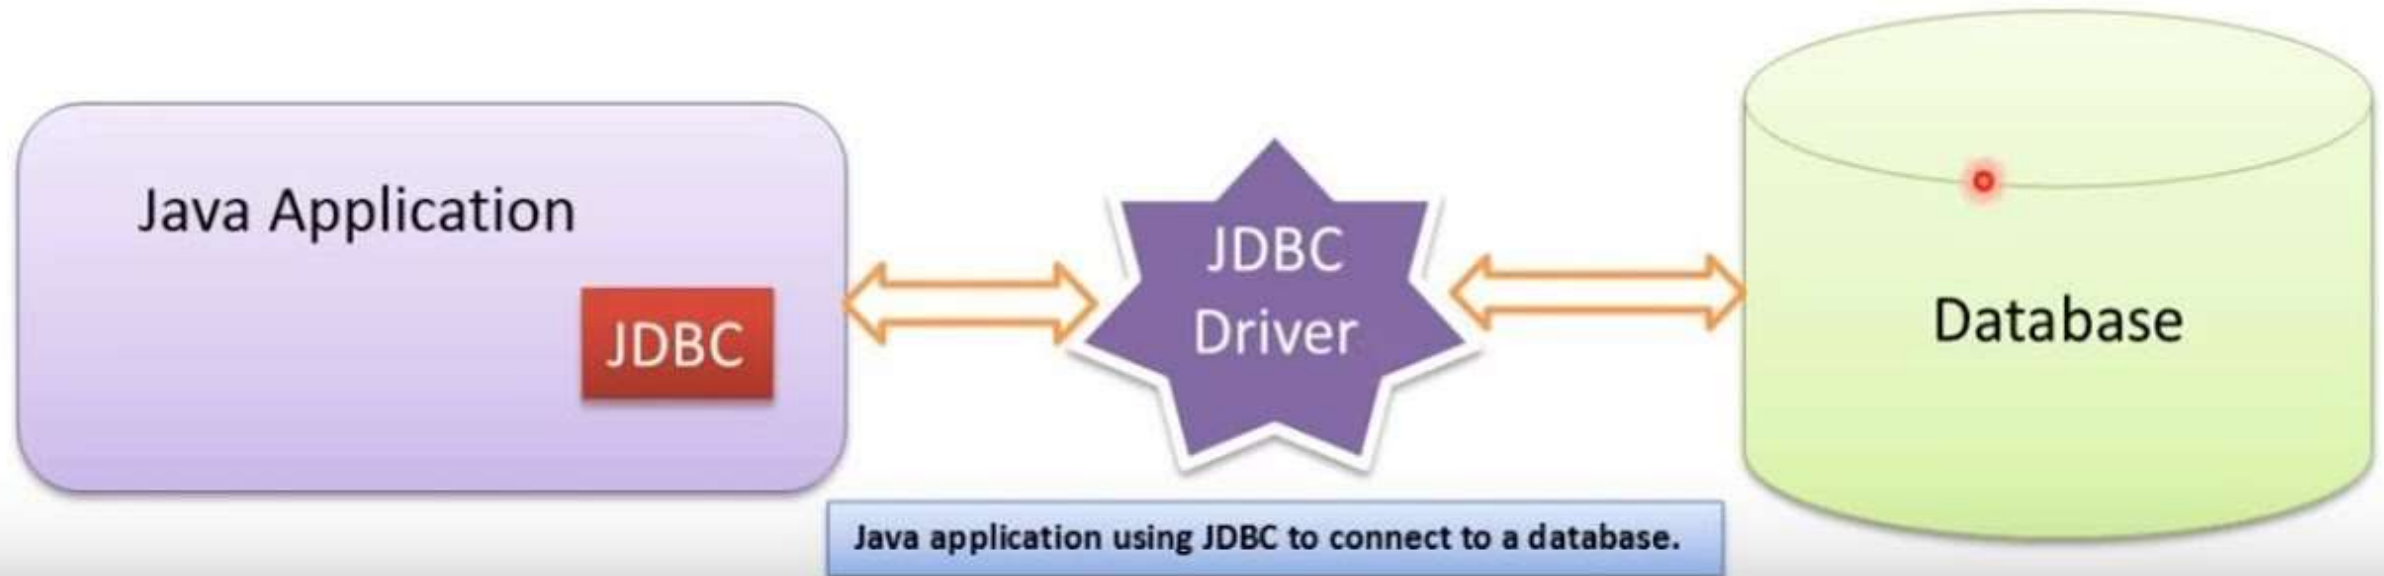 Java Application
JDBC
JDBC
Driver
Database
Java application using JDBC to connect to a database.